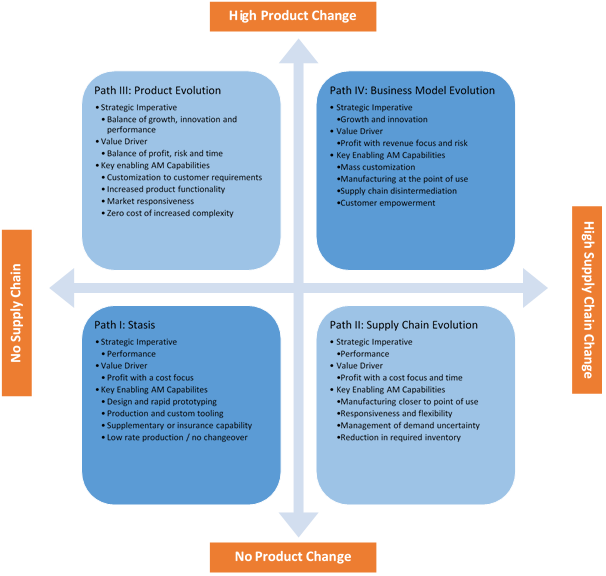 High Product Change
Path III: Product Evolution
• Strategic Imperative
• Balance of growth, innovation and
performance
• Value Driver
• Balance of profit, risk and time
• Key enabling AM Capabilities
• Customization to customer requirements
• Increased product functionality
• Market responsiveness
• Zero cost of increased complexity
Path IV: Business Model Evolution
• Strategic Imperative
•Growth and innovation
• Value Driver
•Profit with revenue focus and risk
• Key Enabling AM Capabilities
•Mass customization
•Manufacturing at the point of use
•Supply chain disintermediation
•Customer empowerment
No Supply Chain
High Supply Chain Change
Path I: Stasis
• Strategic Imperative
• Performance
• Value Driver
• Profit with a cost focus
• Key Enabling AM Capabilites
• Design and rapid prototyping
• Production and custom tooling
• Supplementary or insurance capability
• Low rate production / no changeover
Path II: Supply Chain Evolution
• Strategic Imperative
•Performance
• Value Driver
•Profit with a cost focus and time
• Key Enabling AM Capabilities
•Manufacturing closer to point of use
•Responsiveness and flexibility
•Management of demand uncertainty
•Reduction in required inventory
No Product Change